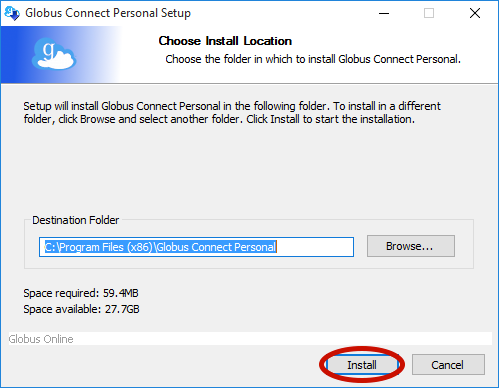 Globus Connect Personal Setup
g
Choose Install Location
Choose the folder in which to install Globus Connect Personal.
Setup will install Globus Connect Personal in the following folder. To install in a different
folder, click Browse and select another folder. Click Install to start the installation.
Destination Folder
C:\Program Files (x86)\Globus Connect Personal
Browse...
Space required: 59.4MB
Space available: 27.7GB
Globus Online
Install
Cancel